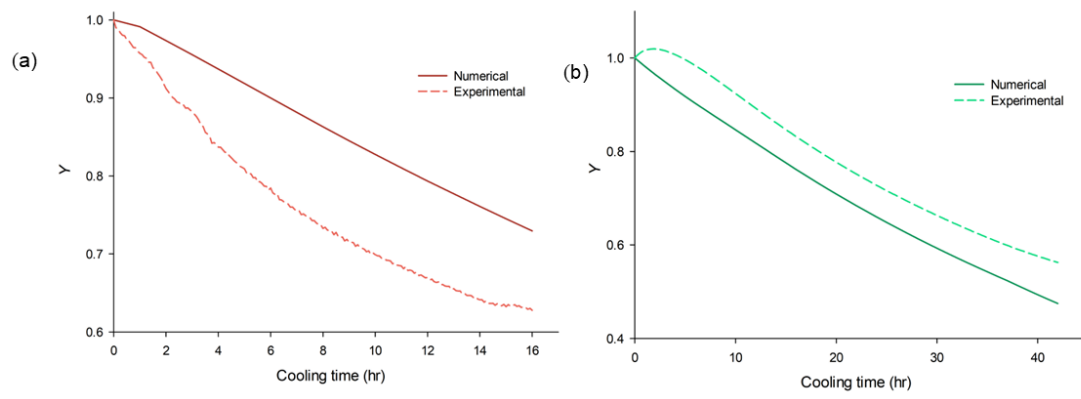 (a)
1.0
0.9
0.8
0.7
0.6
Y
0 2 4 6 8 10 12 14 16
Cooling time (hr)
Numerical
Experimental
(b)
1.0
0.8
0.6
0.4
Y
0 10 20 30 40
Cooling time (hr)
Numerical
Experimental